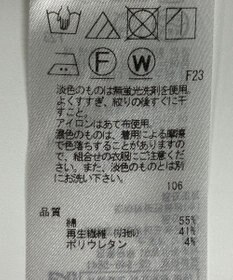 F W
F23
淡色のものは無蛍光洗剤を使用。
よくすすぎ、絞りの後すぐに干
すこと。
アイロンはあて布使用。
濃色のものは、着用による摩擦
で色落ちすることがありますの
で、組合せの衣服にご注意くだ
さい。また、淡色のものとは別
にお洗い下さい。
106
品質
綿 55%
再生繊維 41%
ポリウレタン 4%